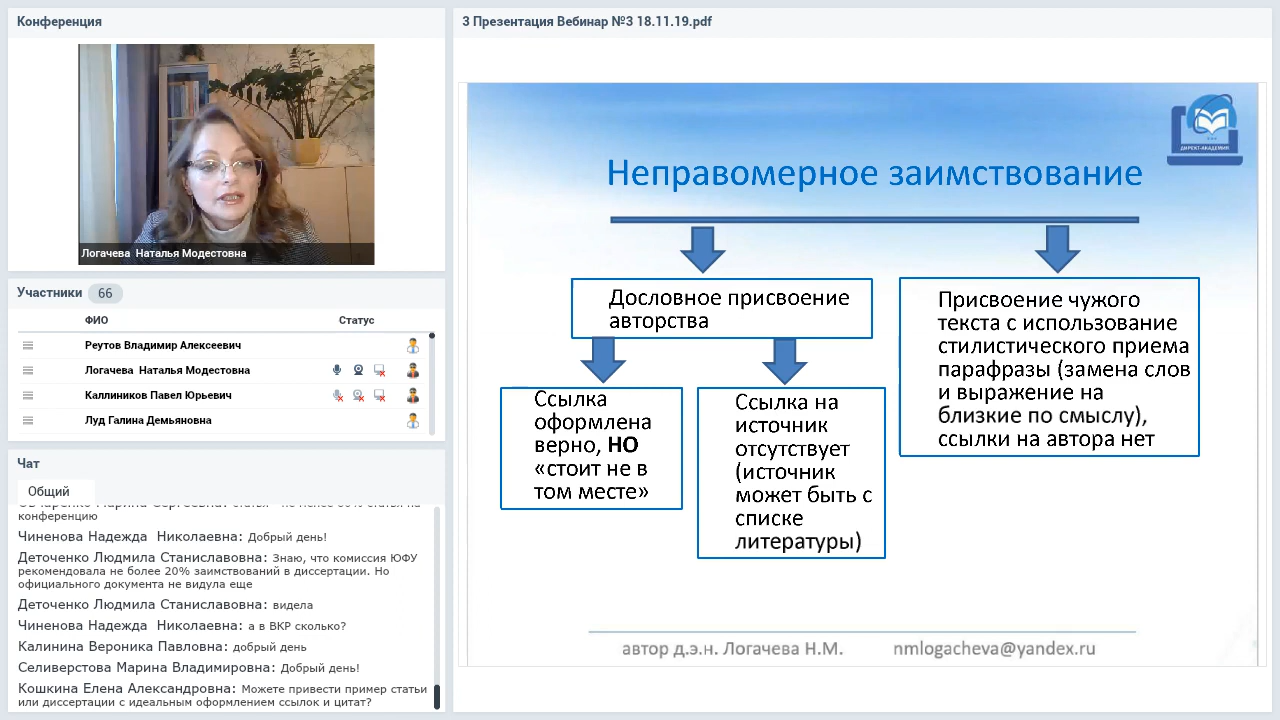 Конференция
Логачева  Наталья Модестовна
Участники 66
ФИО Статус
Реутов Владимир Алексеевич
Логачева  Наталья Модестовна
Каллиников Павел Юрьевич
Луд Галина Демьяновна
Чат
Общий
конференцию
Чиненова Надежда  Николаевна: Добрый день!
Деточенко Людмила Станиславовна: Знаю, что комиссия ЮФУ
рекомендовала не более 20% заимствований в диссертации. Но
официального документа не видула еще
Деточенко Людмила Станиславовна: видела
Чиненова Надежда  Николаевна: а в ВКР сколько?
Калинина Вероника Павловна: добрый день
Селиверстова Марина Владимировна: Добрый день!
Кошкина Елена Александровна: Можете привести пример статьи
или диссертации с идеальным оформлением ссылок и цитат?
3 Презентация Вебинар №3 18.11.19.pdf
ДИРЕКТ-АКАДЕМИЯ
Неправомерное заимствование
Дословное присвоение
авторства
Ссылка
оформлена
верно, НО
«стоит не в
том месте»
Ссылка на
источник
отсутствует
(источник
может быть с
списке
литературы)
Присвоение чужого
текста с использование
стилистического приема
парафразы (замена слов
и выражение на
близкие по смыслу),
ссылки на автора нет
автор д.э.н. Логачева Н.М. nmlogacheva@yandex.ru